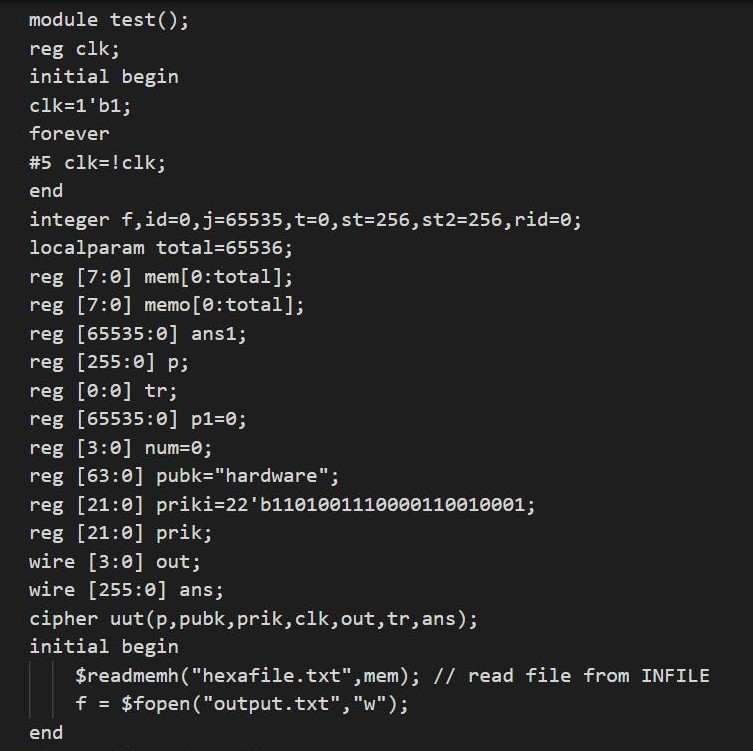 module test();
reg clk;
initial begin
clk=1'b1;
forever
#5 clk=!clk;
end
integer f,id=0,j=65535,t=0,st=256,st2=256,rid=0;
localparam total=65536;
reg [7:0] mem[0:total];
reg [7:0] memo[0:total];
reg [65535:0] ans1;
reg [255:0] p;
reg [0:0] tr;
reg [65535:0] p1=0;
reg [3:0] num=0;
reg [63:0] pubk="hardware";
reg [21:0] priki=22'b1101001110000110010001;
reg [21:0] prik;
wire [3:0] out;
wire [255:0] ans;
cipher uut(p,pubk,prik,clk,out,tr,ans);
initial begin
$readmemh("hexafile.txt",mem); // read file from INFILE
f = $fopen("output.txt","w");
end